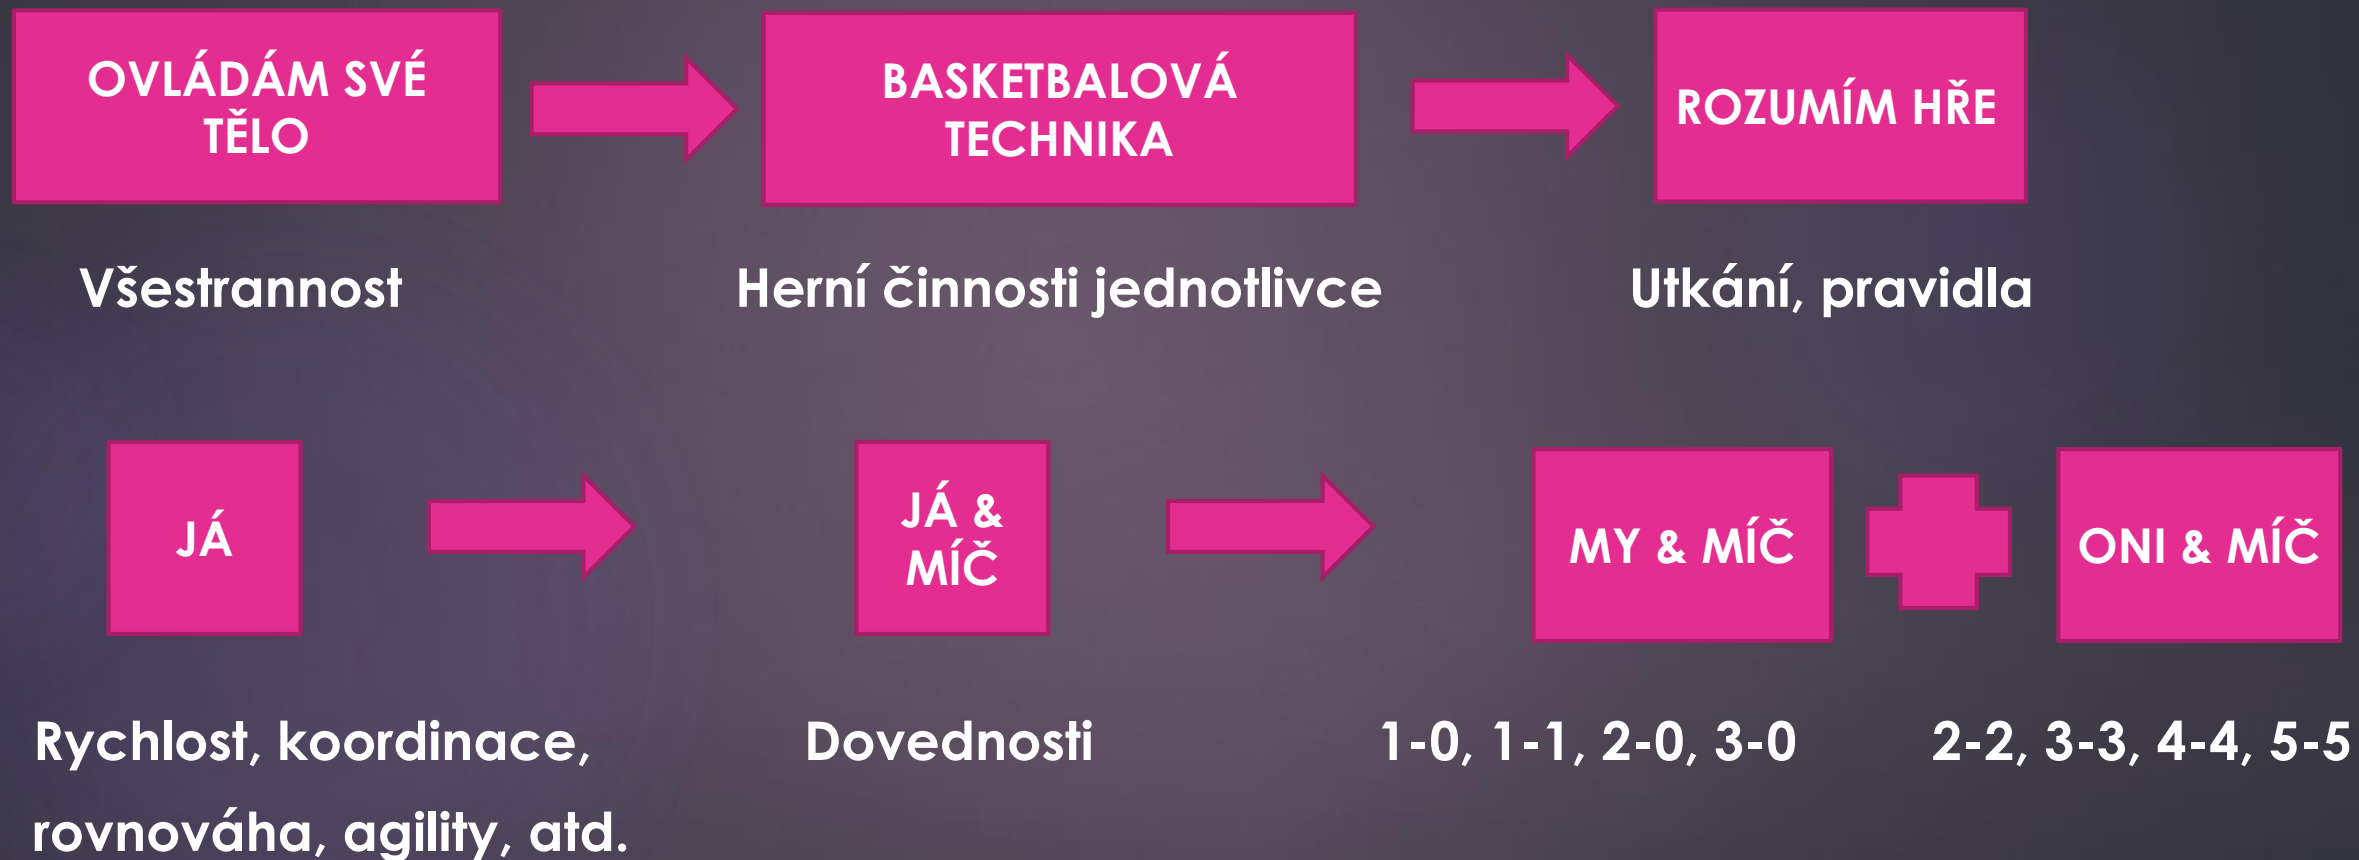 OVLÁDÁM SVÉ
TĚLO
BASKETBALOVÁ
TECHNIKA
ROZUMÍM HŘE
Všestrannost
Herní činnosti jednotlivce
Utkání, pravidla
JÁ
JÁ &
MÍČ
MY & MÍČ
ONI & MÍČ
Rychlost, koordinace,
rovnováha, agility, atd.
Dovednosti
1-0, 1-1, 2-0, 3-0
2-2, 3-3, 4-4, 5-5